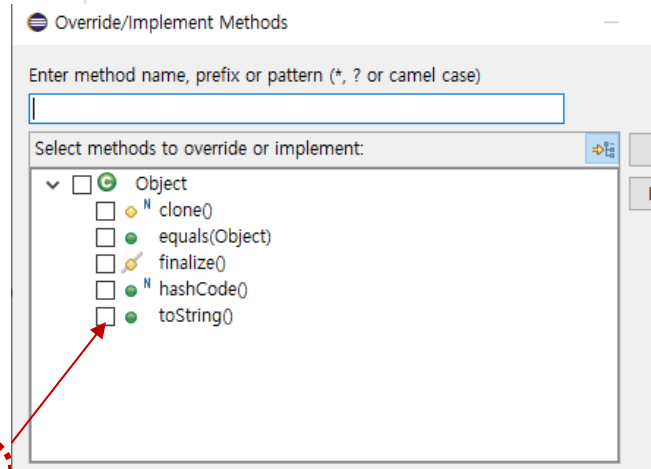 Override/Implement Methods
Enter method name, prefix or pattern (*, ? or camel case)
Select methods to override or implement:
Object
N clone()
equals(Object)
finalize()
N hashCode()
toString()